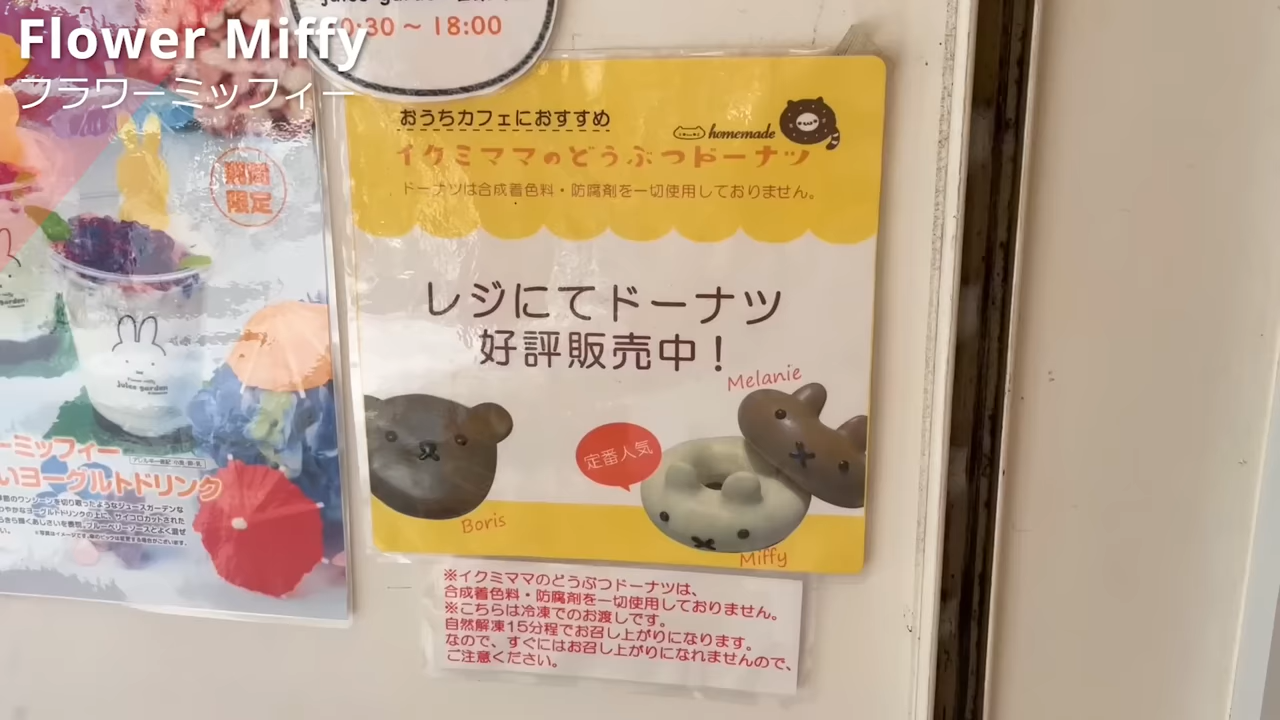 Flower Miffy
フラワーミッフィー
juice garden
0:30 ~ 18:00
おうちカフェにおすすめ
homemade
イクミママのどうぶつドーナツ
ドーナツは合成着色料・防腐剤を一切使用しておりません。
レジにてドーナツ
好評販売中!
Melanie
定番人気
Boris
Miffy
※イクミママのどうぶつドーナツは、
合成着色料・防腐剤を一切使用しておりません。
※こちらは冷凍でのお渡しです。
自然解凍15分程でお召し上がりになります。
なので、すぐにはお召し上がりになれませんので、
ご注意ください。
期間
限定
juice garden
ーミッフィー
いヨーグルトドリンク